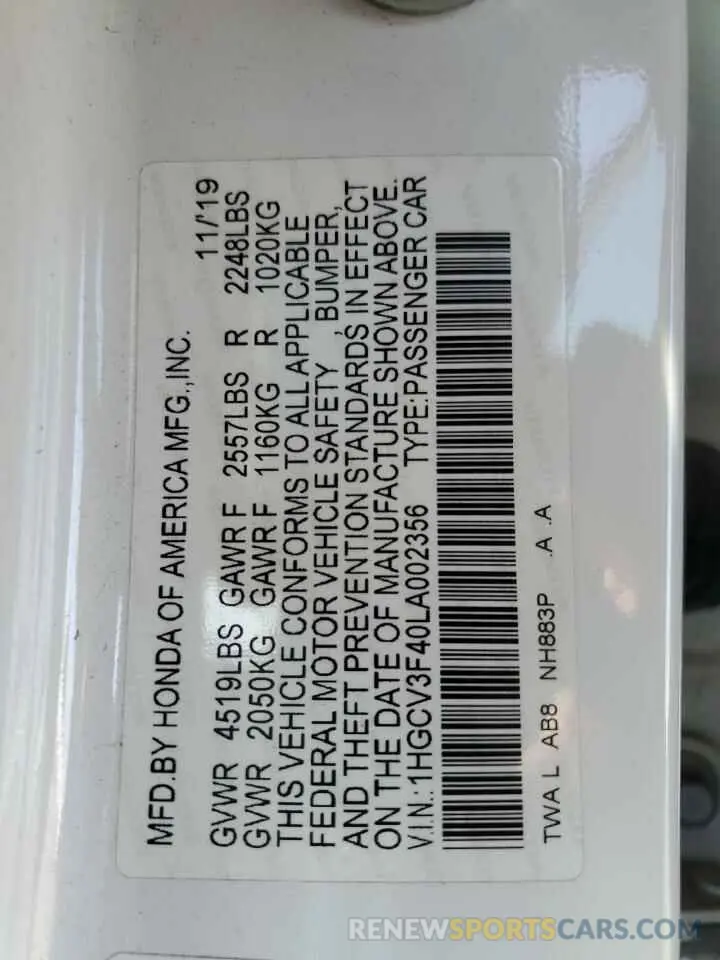 MFD.BY HONDA OF AMERICA MFG.,INC. 11/'19
GVWR 4519LBS GAWR F 2557LBS R 2248LBS
GVWR 2050KG GAWR F 1160KG R 1020KG
THIS VEHICLE CONFORMS TO ALL APPLICABLE
FEDERAL MOTOR VEHICLE SAFETY , BUMPER,
AND THEFT PREVENTION STANDARDS IN EFFECT
ON THE DATE OF MANUFACTURE SHOWN ABOVE.
V.I.N.:1HGCV3F40LA002356 TYPE:PASSENGER CAR
TWA L AB8 NH883P .A .A
RENEWSPORTSCARS.COM